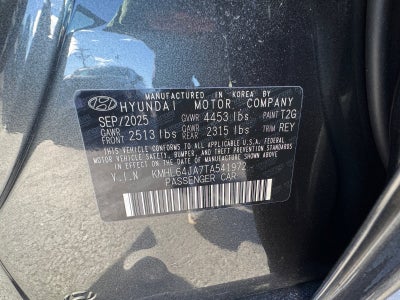 MANUFACTURED IN KOREA BY
HYUNDAI MOTOR COMPANY
SEP/2025 GVWR 4453 lbs PAINT T2G
GAWR FRONT 2513 lbs GAWR REAR 2315 lbs TRIM REY
THIS VEHICLE CONFORMS TO ALL APPLICABLE U.S.A. FEDERAL MOTOR
VEHICLE SAFETY, BUMPER, AND THEFT PREVENTION STANDARDS
IN EFFECT ON THE DATE OF MANUFACTURE SHOWN ABOVE.
V.I.N KMHL64JA7TA541972
PASSENGER CAR